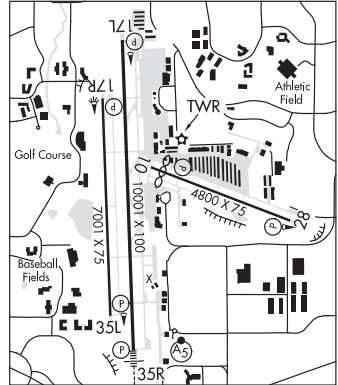 17L
P
17R
P
TWR
Athletic
Field
Golf Course
P
10
4800 X 75
28
P
10001 X 100
7001 X 75
Baseball
Fields
X
P
35L
P
A5
35R